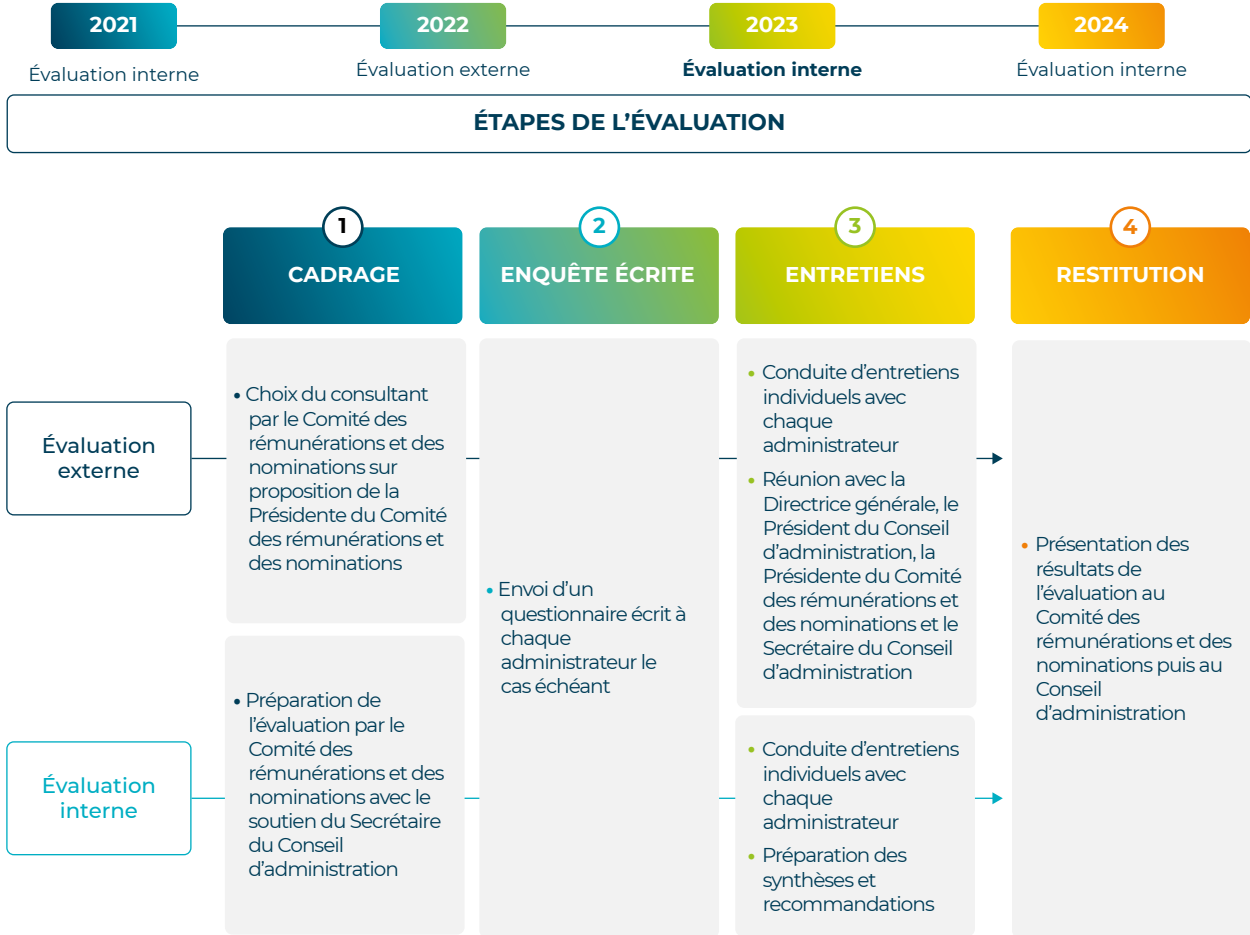 2021
2022
2023
2024
Évaluation interne
Évaluation externe
Évaluation interne
Évaluation interne
ÉTAPES DE L’ÉVALUATION
1
CADRAGE
2
ENQUÊTE ÉCRITE
3
ENTRETIENS
4
RESTITUTION
Évaluation
externe
• Choix du consultant
par le Comité des
rémunérations et des
nominations sur
proposition de la
Présidente du Comité
des rémunérations et
des nominations
• Envoi d’un
questionnaire écrit à
chaque
administrateur le
cas échéant
• Conduite d’entretiens
individuels avec
chaque
administrateur
• Réunion avec la
Directrice générale, le
Président du Conseil
d’administration, la
Présidente du Comité
des rémunérations et
des nominations et le
Secrétaire du Conseil
d’administration
• Présentation des
résultats de
l’évaluation au
Comité des
rémunérations et des
nominations puis au
Conseil
d’administration
Évaluation
interne
• Préparation de
l’évaluation par le
Comité des
rémunérations et des
nominations avec le
soutien du Secrétaire
du Conseil
d’administration
• Conduite d’entretiens
individuels avec
chaque
administrateur
• Préparation des
synthèses et
recommandations